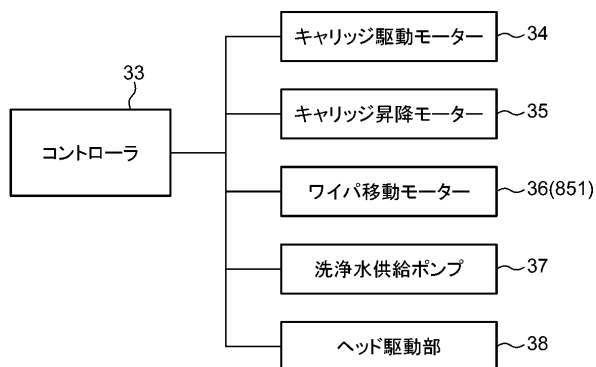 33
コントローラ
キャリッジ駆動モーター 34
キャリッジ昇降モーター 35
ワイパ移動モーター 36(851)
洗浄水供給ポンプ 37
ヘッド駆動部 38